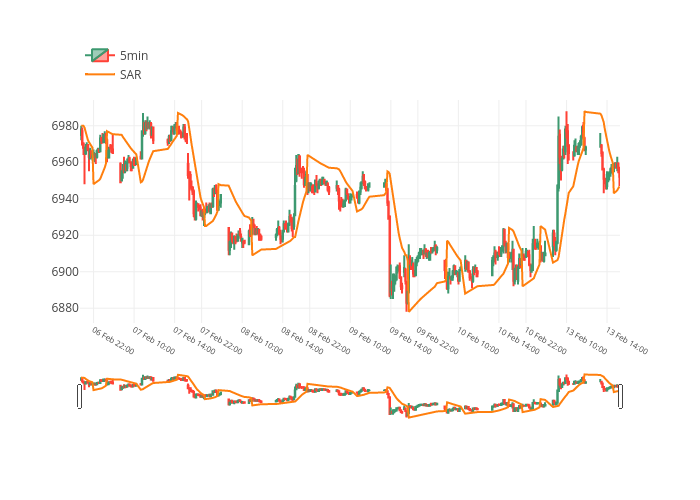 5min
SAR
6980
6960
6940
6920
6900
6880
06 Feb 22:00
07 Feb 10:00
07 Feb 14:00
07 Feb 22:00
08 Feb 10:00
08 Feb 14:00
08 Feb 22:00
09 Feb 10:00
09 Feb 14:00
09 Feb 22:00
10 Feb 10:00
10 Feb 14:00
10 Feb 22:00
13 Feb 10:00
13 Feb 14:00